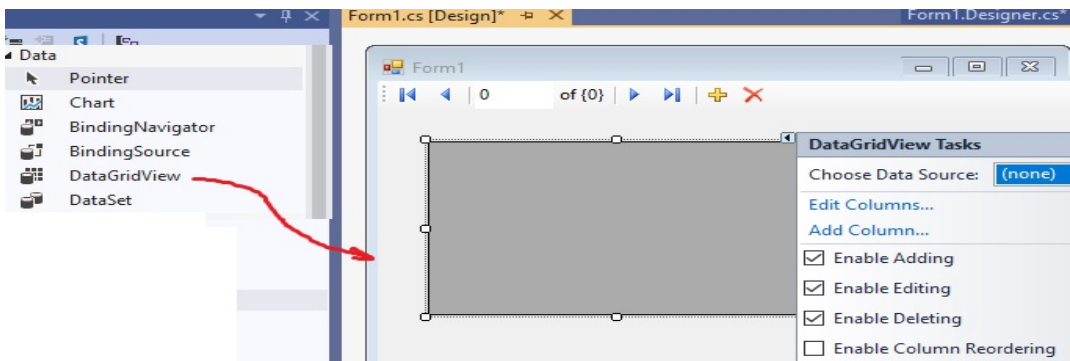 Form1.cs [Design]*
Form1.Designer.cs*
Data
Pointer
Chart
BindingNavigator
BindingSource
DataGridView
DataSet
Form1
0 of {0}
DataGridView Tasks
Choose Data Source: (none)
Edit Columns...
Add Column...
Enable Adding
Enable Editing
Enable Deleting
Enable Column Reordering